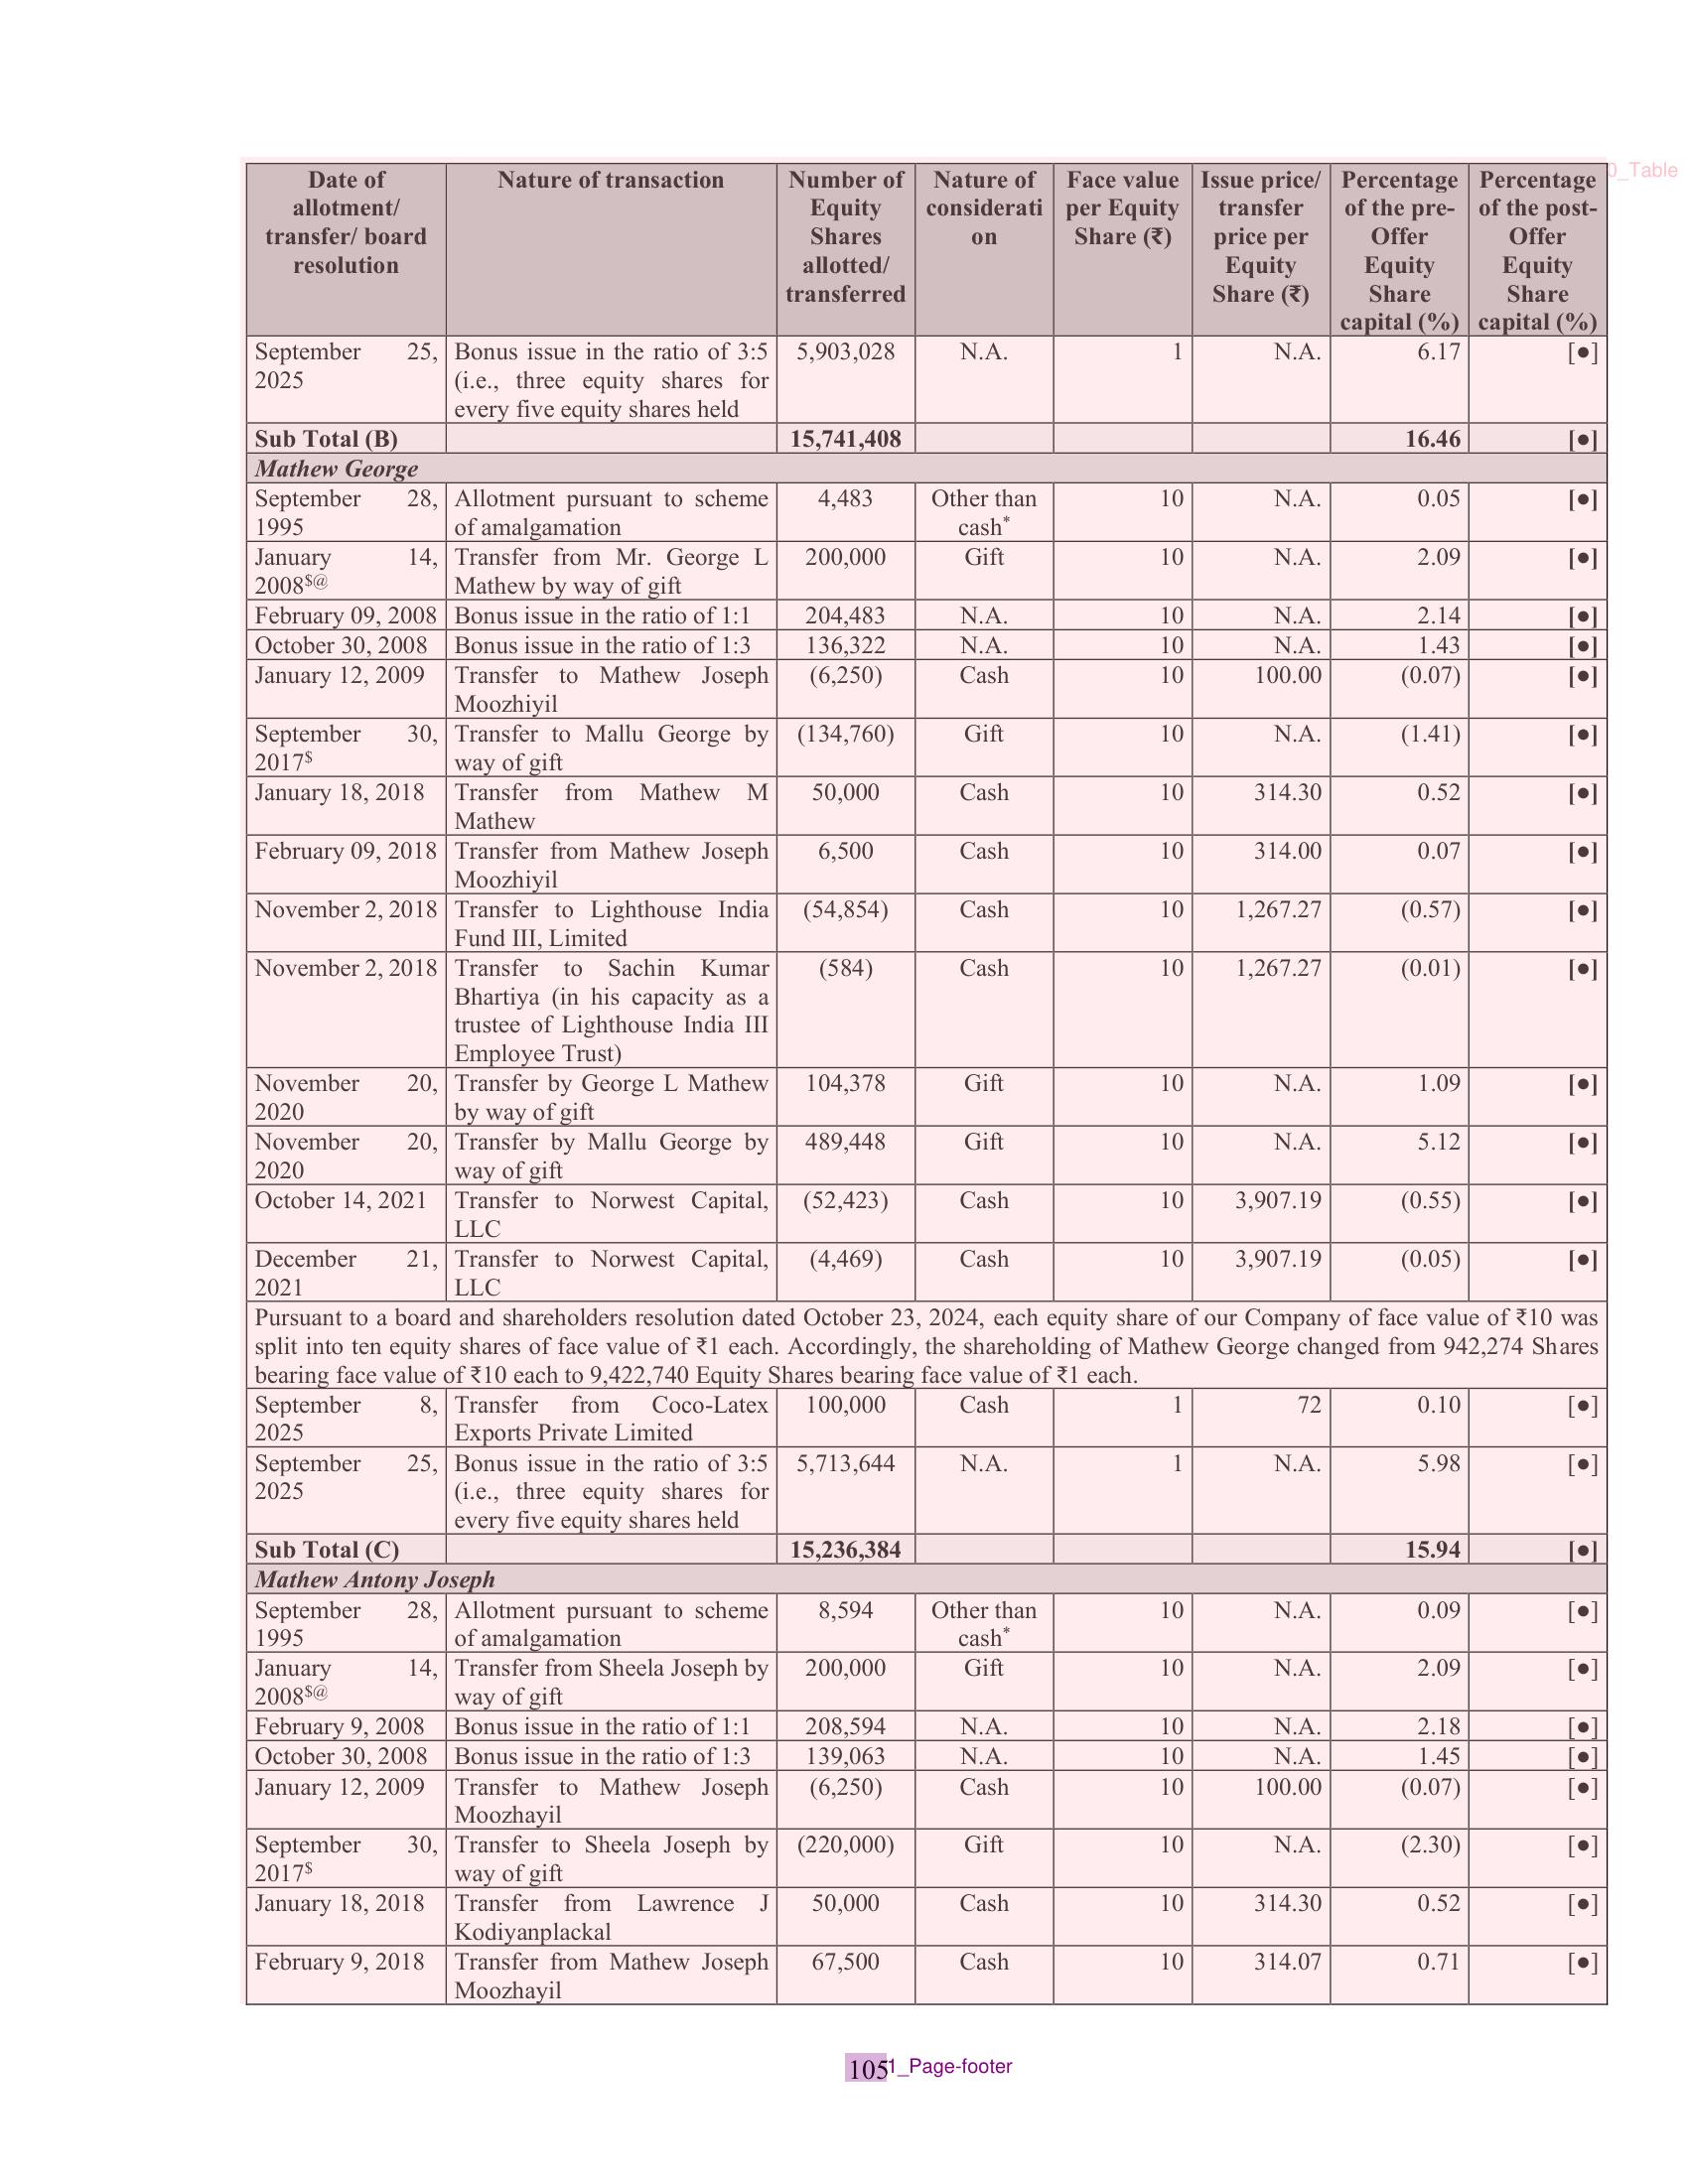 Date of allotment/ transfer/ board resolution | Nature of transaction | Number of Equity Shares allotted/ transferred | Nature of considerati on | Face value per Equity Share (₹) | Issue price/ transfer price per Equity Share (₹) | Percentage of the pre- Offer Equity Share capital (%) | Percentage of the post- Offer Equity Share capital (%)
0_Table
September 25, 2025 | Bonus issue in the ratio of 3:5 (i.e., three equity shares for every five equity shares held | 5,903,028 | N.A. | 1 | N.A. | 6.17 | [●]
Sub Total (B) | 15,741,408 | 16.46 | [●]
Mathew George
September 28, 1995 | Allotment pursuant to scheme of amalgamation | 4,483 | Other than cash* | 10 | N.A. | 0.05 | [●]
January 14, 2008$@ | Transfer from Mr. George L Mathew by way of gift | 200,000 | Gift | 10 | N.A. | 2.09 | [●]
February 09, 2008 | Bonus issue in the ratio of 1:1 | 204,483 | N.A. | 10 | N.A. | 2.14 | [●]
October 30, 2008 | Bonus issue in the ratio of 1:3 | 136,322 | N.A. | 10 | N.A. | 1.43 | [●]
January 12, 2009 | Transfer to Mathew Joseph Moozhiyil | (6,250) | Cash | 10 | 100.00 | (0.07) | [●]
September 30, 2017$ | Transfer to Mallu George by way of gift | (134,760) | Gift | 10 | N.A. | (1.41) | [●]
January 18, 2018 | Transfer from Mathew M Mathew | 50,000 | Cash | 10 | 314.30 | 0.52 | [●]
February 09, 2018 | Transfer from Mathew Joseph Moozhiyil | 6,500 | Cash | 10 | 314.00 | 0.07 | [●]
November 2, 2018 | Transfer to Lighthouse India Fund III, Limited | (54,854) | Cash | 10 | 1,267.27 | (0.57) | [●]
November 2, 2018 | Transfer to Sachin Kumar Bhartiya (in his capacity as a trustee of Lighthouse India III Employee Trust) | (584) | Cash | 10 | 1,267.27 | (0.01) | [●]
November 20, 2020 | Transfer by George L Mathew by way of gift | 104,378 | Gift | 10 | N.A. | 1.09 | [●]
November 20, 2020 | Transfer by Mallu George by way of gift | 489,448 | Gift | 10 | N.A. | 5.12 | [●]
October 14, 2021 | Transfer to Norwest Capital, LLC | (52,423) | Cash | 10 | 3,907.19 | (0.55) | [●]
December 21, 2021 | Transfer to Norwest Capital, LLC | (4,469) | Cash | 10 | 3,907.19 | (0.05) | [●]
Pursuant to a board and shareholders resolution dated October 23, 2024, each equity share of our Company of face value of ₹10 was
split into ten equity shares of face value of ₹1 each. Accordingly, the shareholding of Mathew George changed from 942,274 Shares
bearing face value of ₹10 each to 9,422,740 Equity Shares bearing face value of ₹1 each.
September 8, 2025 | Transfer from Coco-Latex Exports Private Limited | 100,000 | Cash | 1 | 72 | 0.10 | [●]
September 25, 2025 | Bonus issue in the ratio of 3:5 (i.e., three equity shares for every five equity shares held | 5,713,644 | N.A. | 1 | N.A. | 5.98 | [●]
Sub Total (C) | 15,236,384 | 15.94 | [●]
Mathew Antony Joseph
September 28, 1995 | Allotment pursuant to scheme of amalgamation | 8,594 | Other than cash* | 10 | N.A. | 0.09 | [●]
January 14, 2008$@ | Transfer from Sheela Joseph by way of gift | 200,000 | Gift | 10 | N.A. | 2.09 | [●]
February 9, 2008 | Bonus issue in the ratio of 1:1 | 208,594 | N.A. | 10 | N.A. | 2.18 | [●]
October 30, 2008 | Bonus issue in the ratio of 1:3 | 139,063 | N.A. | 10 | N.A. | 1.45 | [●]
January 12, 2009 | Transfer to Mathew Joseph Moozhayil | (6,250) | Cash | 10 | 100.00 | (0.07) | [●]
September 30, 2017$ | Transfer to Sheela Joseph by way of gift | (220,000) | Gift | 10 | N.A. | (2.30) | [●]
January 18, 2018 | Transfer from Lawrence J Kodiyanplackal | 50,000 | Cash | 10 | 314.30 | 0.52 | [●]
February 9, 2018 | Transfer from Mathew Joseph Moozhayil | 67,500 | Cash | 10 | 314.07 | 0.71 | [●]
105
1_Page-footer